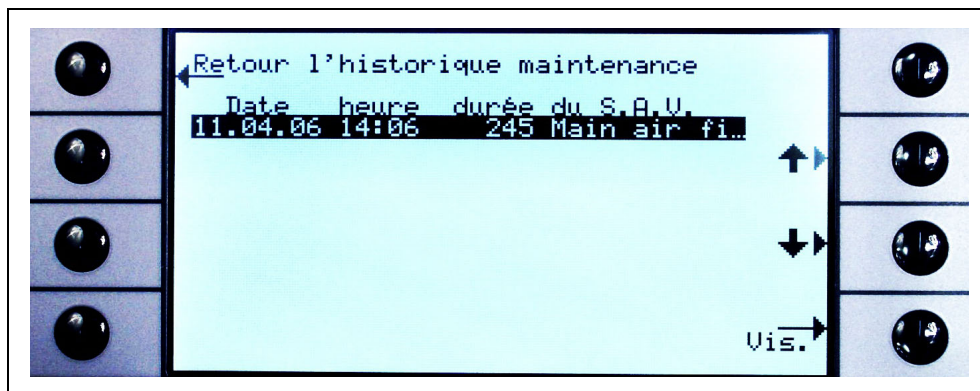 Retour l'historique maintenance
Date heure durée du S.A.V.
11.04.06 14:06 245 Main air fi…
Vis.